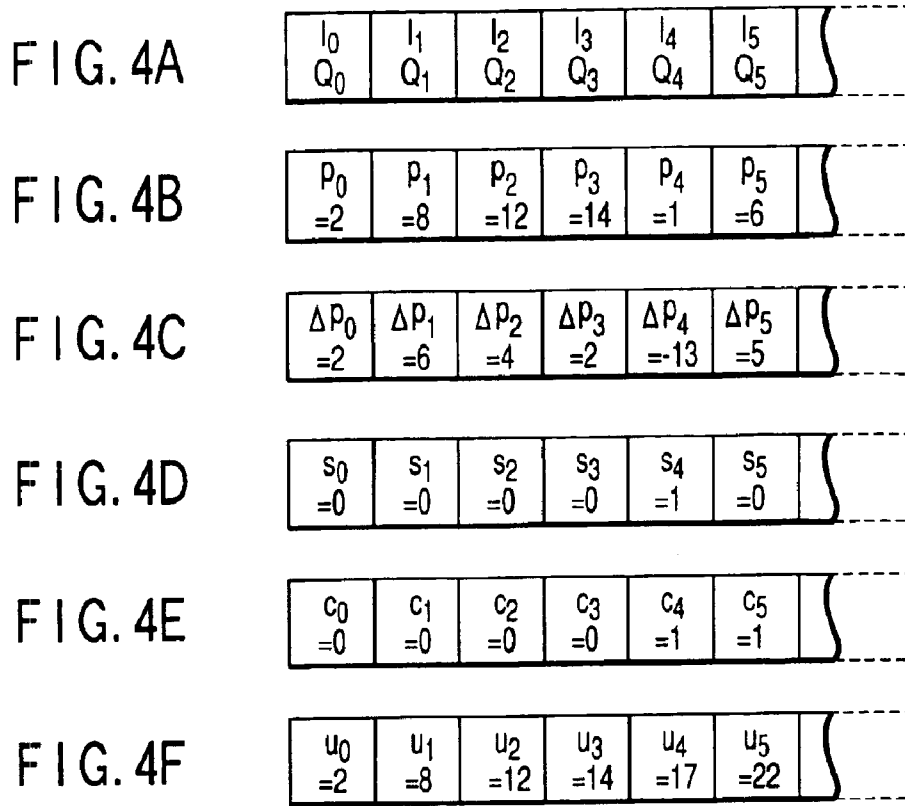 FIG. 4A
I0 I1 I2 I3 I4 I5
Q0 Q1 Q2 Q3 Q4 Q5
FIG. 4B
p0 p1 p2 p3 p4 p5
=2 =8 =12 =14 =1 =6
FIG. 4C
Δp0 Δp1 Δp2 Δp3 Δp4 Δp5
=2 =6 =4 =2 =-13 =5
FIG. 4D
s0 s1 s2 s3 s4 s5
=0 =0 =0 =0 =1 =0
FIG. 4E
c0 c1 c2 c3 c4 c5
=0 =0 =0 =0 =1 =1
FIG. 4F
u0 u1 u2 u3 u4 u5
=2 =8 =12 =14 =17 =22